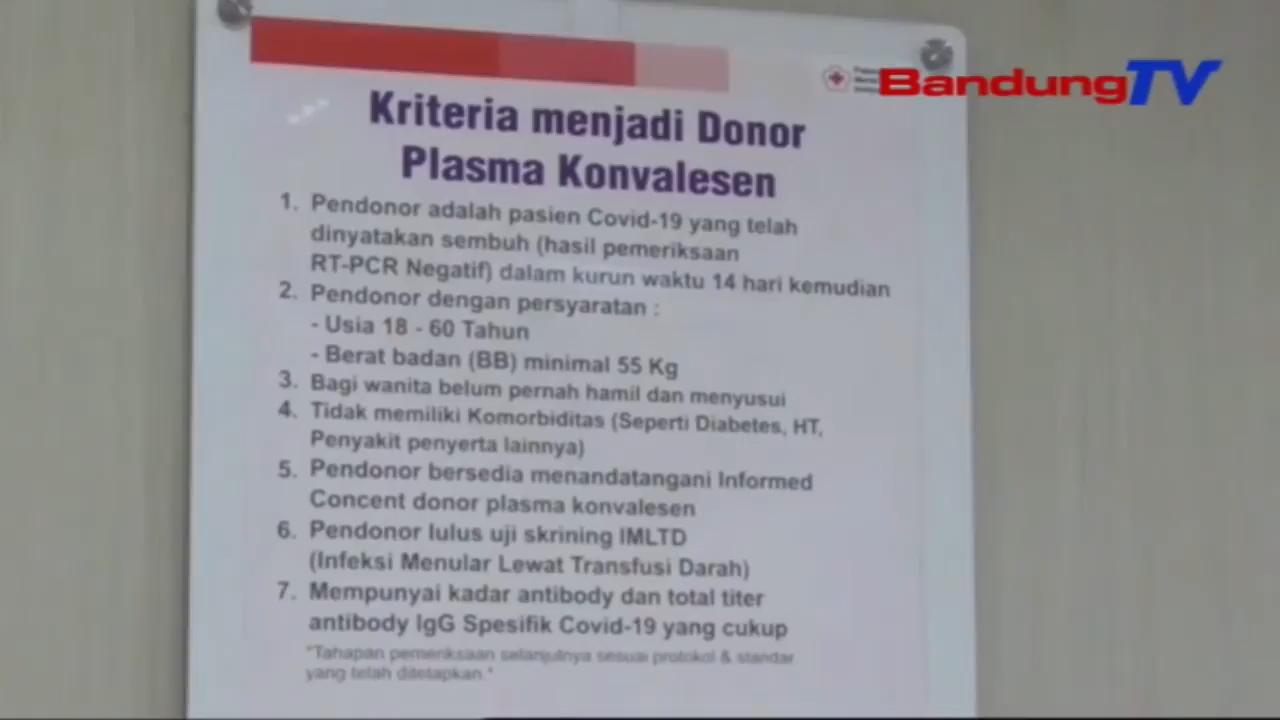 BandungTV
Kriteria menjadi Donor
Plasma Konvalesen
1. Pendonor adalah pasien Covid-19 yang telah
dinyatakan sembuh (hasil pemeriksaan
RT-PCR Negatif) dalam kurun waktu 14 hari kemudian
2. Pendonor dengan persyaratan :
- Usia 18 - 60 Tahun
- Berat badan (BB) minimal 55 Kg
3. Bagi wanita belum pernah hamil dan menyusui
4. Tidak memiliki Komorbiditas (Seperti Diabetes, HT,
Penyakit penyerta lainnya)
5. Pendonor bersedia menandatangani Informed
Concent donor plasma konvalesen
6. Pendonor lulus uji skrining IMLTD
(Infeksi Menular Lewat Transfusi Darah)
7. Mempunyai kadar antibody dan total titer
antibody IgG Spesifik Covid-19 yang cukup
"Tahapan pemeriksaan selanjutnya sesuai protokol & standar
yang telah ditetapkan."